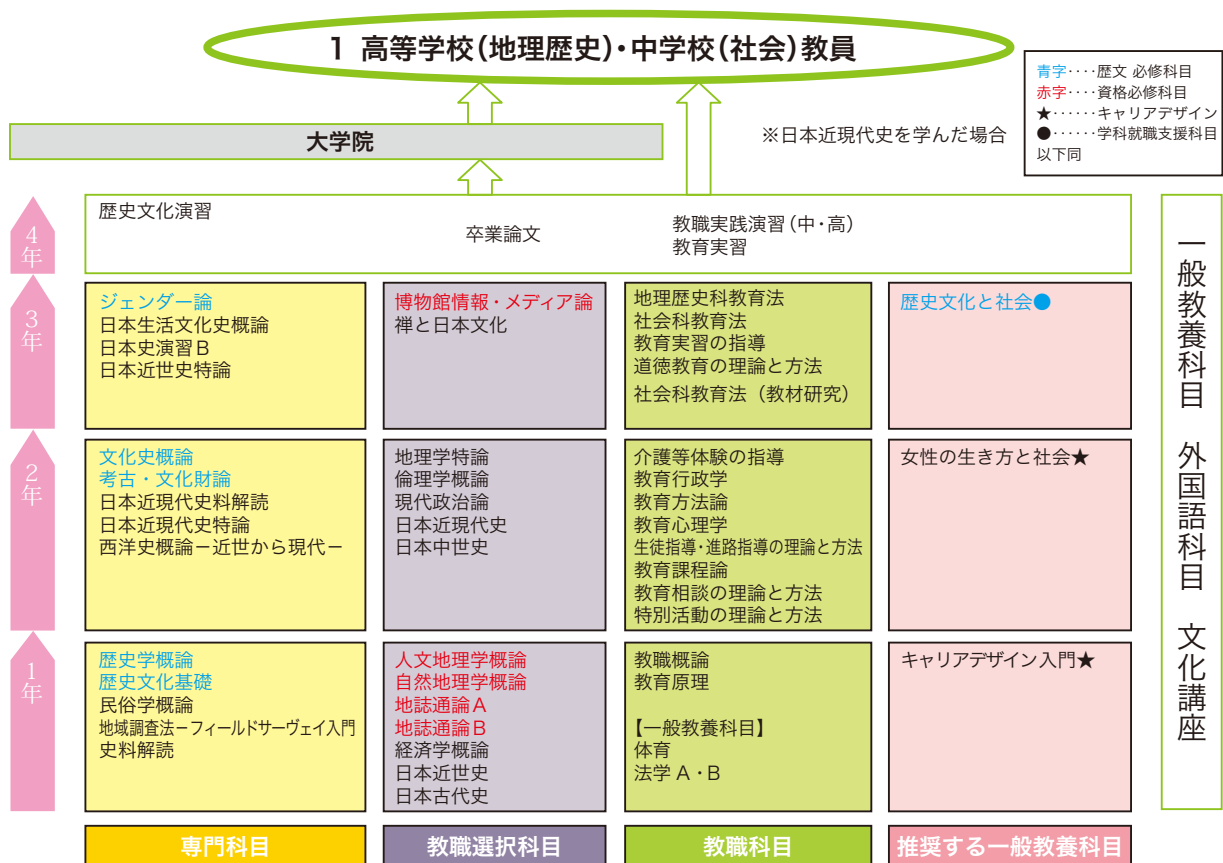 1 高等学校(地理歴史)・中学校(社会)教員
青字‥‥歴文 必修科目
赤字‥‥資格必修科目
★‥‥‥キャリアデザイン
●‥‥‥学科就職支援科目
以下同
大学院
※日本近現代史を学んだ場合
4年
歴史文化演習
卒業論文
教職実践演習(中・高)
教育実習
3年
ジェンダー論
日本生活文化史概論
日本史演習B
日本近世史特論
博物館情報・メディア論
禅と日本文化
地理歴史科教育法
社会科教育法
教育実習の指導
道徳教育の理論と方法
社会科教育法(教材研究)
歴史文化と社会●
2年
文化史概論
考古・文化財論
日本近現代史料解読
日本近現代史特論
西洋史概論-近世から現代-
地理学特論
倫理学概論
現代政治論
日本近現代史
日本中世史
介護等体験の指導
教育行政学
教育方法論
教育心理学
生徒指導・進路指導の理論と方法
教育課程論
教育相談の理論と方法
特別活動の理論と方法
女性の生き方と社会★
1年
歴史学概論
歴史文化基礎
民俗学概論
地域調査法-フィールドサーヴェイ入門
史料解読
人文地理学概論
自然地理学概論
地誌通論A
地誌通論B
経済学概論
日本近世史
日本古代史
教職概論
教育原理
【一般教養科目】
体育
法学A・B
キャリアデザイン入門★
専門科目
教職選択科目
教職科目
推奨する一般教養科目
一般教養科目 外国語科目 文化講座